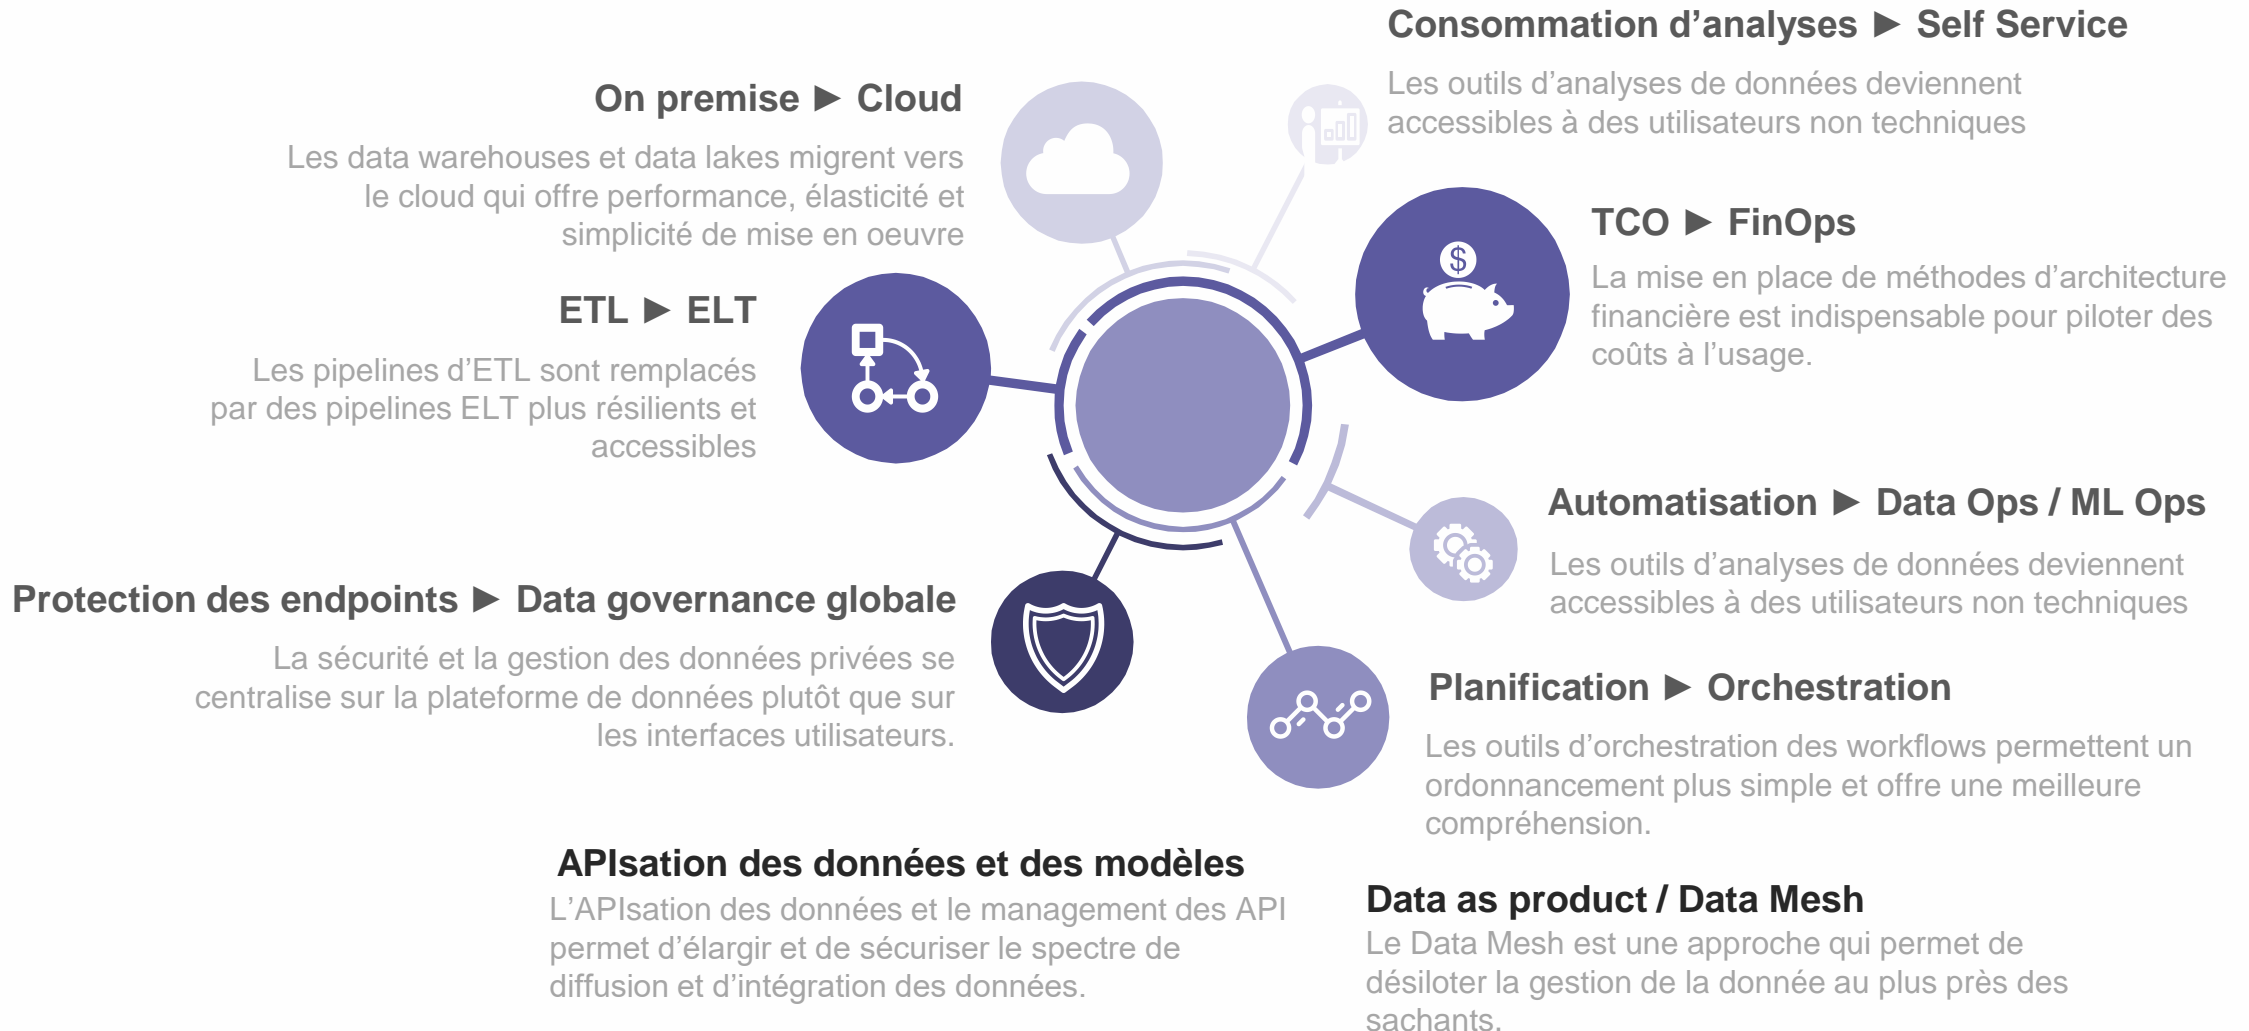 Consommation d’analyses ► Self Service
Les outils d’analyses de données deviennent
accessibles à des utilisateurs non techniques
On premise ► Cloud
Les data warehouses et data lakes migrent vers
le cloud qui offre performance, élasticité et
simplicité de mise en oeuvre
$
TCO ► FinOps
La mise en place de méthodes d’architecture
financière est indispensable pour piloter des
coûts à l’usage.
ETL ► ELT
Les pipelines d’ETL sont remplacés
par des pipelines ELT plus résilients et
accessibles
Automatisation ► Data Ops / ML Ops
Les outils d’analyses de données deviennent
accessibles à des utilisateurs non techniques
Protection des endpoints ► Data governance globale
La sécurité et la gestion des données privées se
centralise sur la plateforme de données plutôt que sur
les interfaces utilisateurs.
Planification ► Orchestration
Les outils d’orchestration des workflows permettent un
ordonnancement plus simple et offre une meilleure
compréhension.
APIsation des données et des modèles
L’APIsation des données et le management des API
permet d’élargir et de sécuriser le spectre de
diffusion et d’intégration des données.
Data as product / Data Mesh
Le Data Mesh est une approche qui permet de
désiloter la gestion de la donnée au plus près des
sachants.